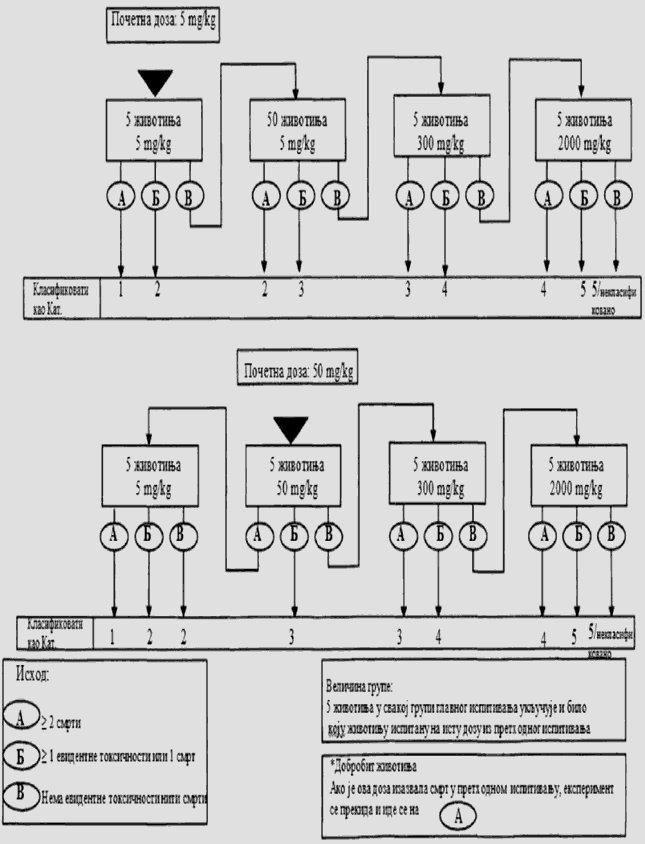 Почетна доза: 5 mg/kg
5 животиња 50 животиња 5 животиња 5 животиња
5 mg/kg 5 mg/kg 300 mg/kg 2000 mg/kg
А Б В А Б В А Б В А Б В
Класификовати 1 2 2 3 3 4 4 5 5/некласифи
као Кат. ковано
Почетна доза: 50 mg/kg
5 животиња 5 животиња 5 животиња 5 животиња
5 mg/kg 50 mg/kg 300 mg/kg 2000 mg/kg
А Б В А Б В А Б В А Б В
Класификовати 1 2 2 3 3 4 4 5 5/некласифи
као Кат. ковано
Исход:
А ≥ 2 смрти
Б ≥ 1 евидентне токсичности или 1 смрт
В Нема евидентне токсичности нити смрти
Величина групе:
5 животиња у свакој групи главног испитивања укључује и било
коју животињу испитану на исту дозу из претходног испитивања
*Добробит животиња
Ако је ова доза изазвала смрт у претходном испитивању, експеримент
се прекида и иде се на А